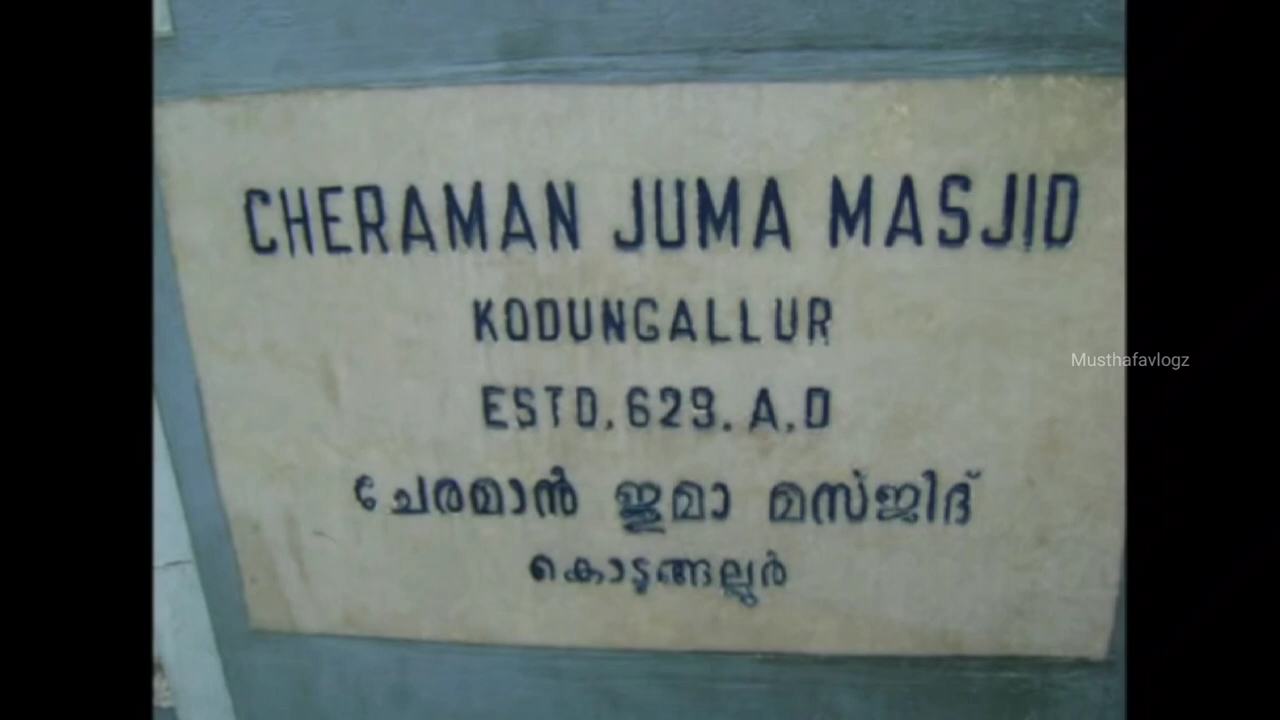 CHERAMAN JUMA MASJID
KODUNGALLUR
Musthafavlogz
ESTD.629.A.D
ചേരമാൻ ജുമാ മസ്ജിദ്
കൊടുങ്ങല്ലൂർ